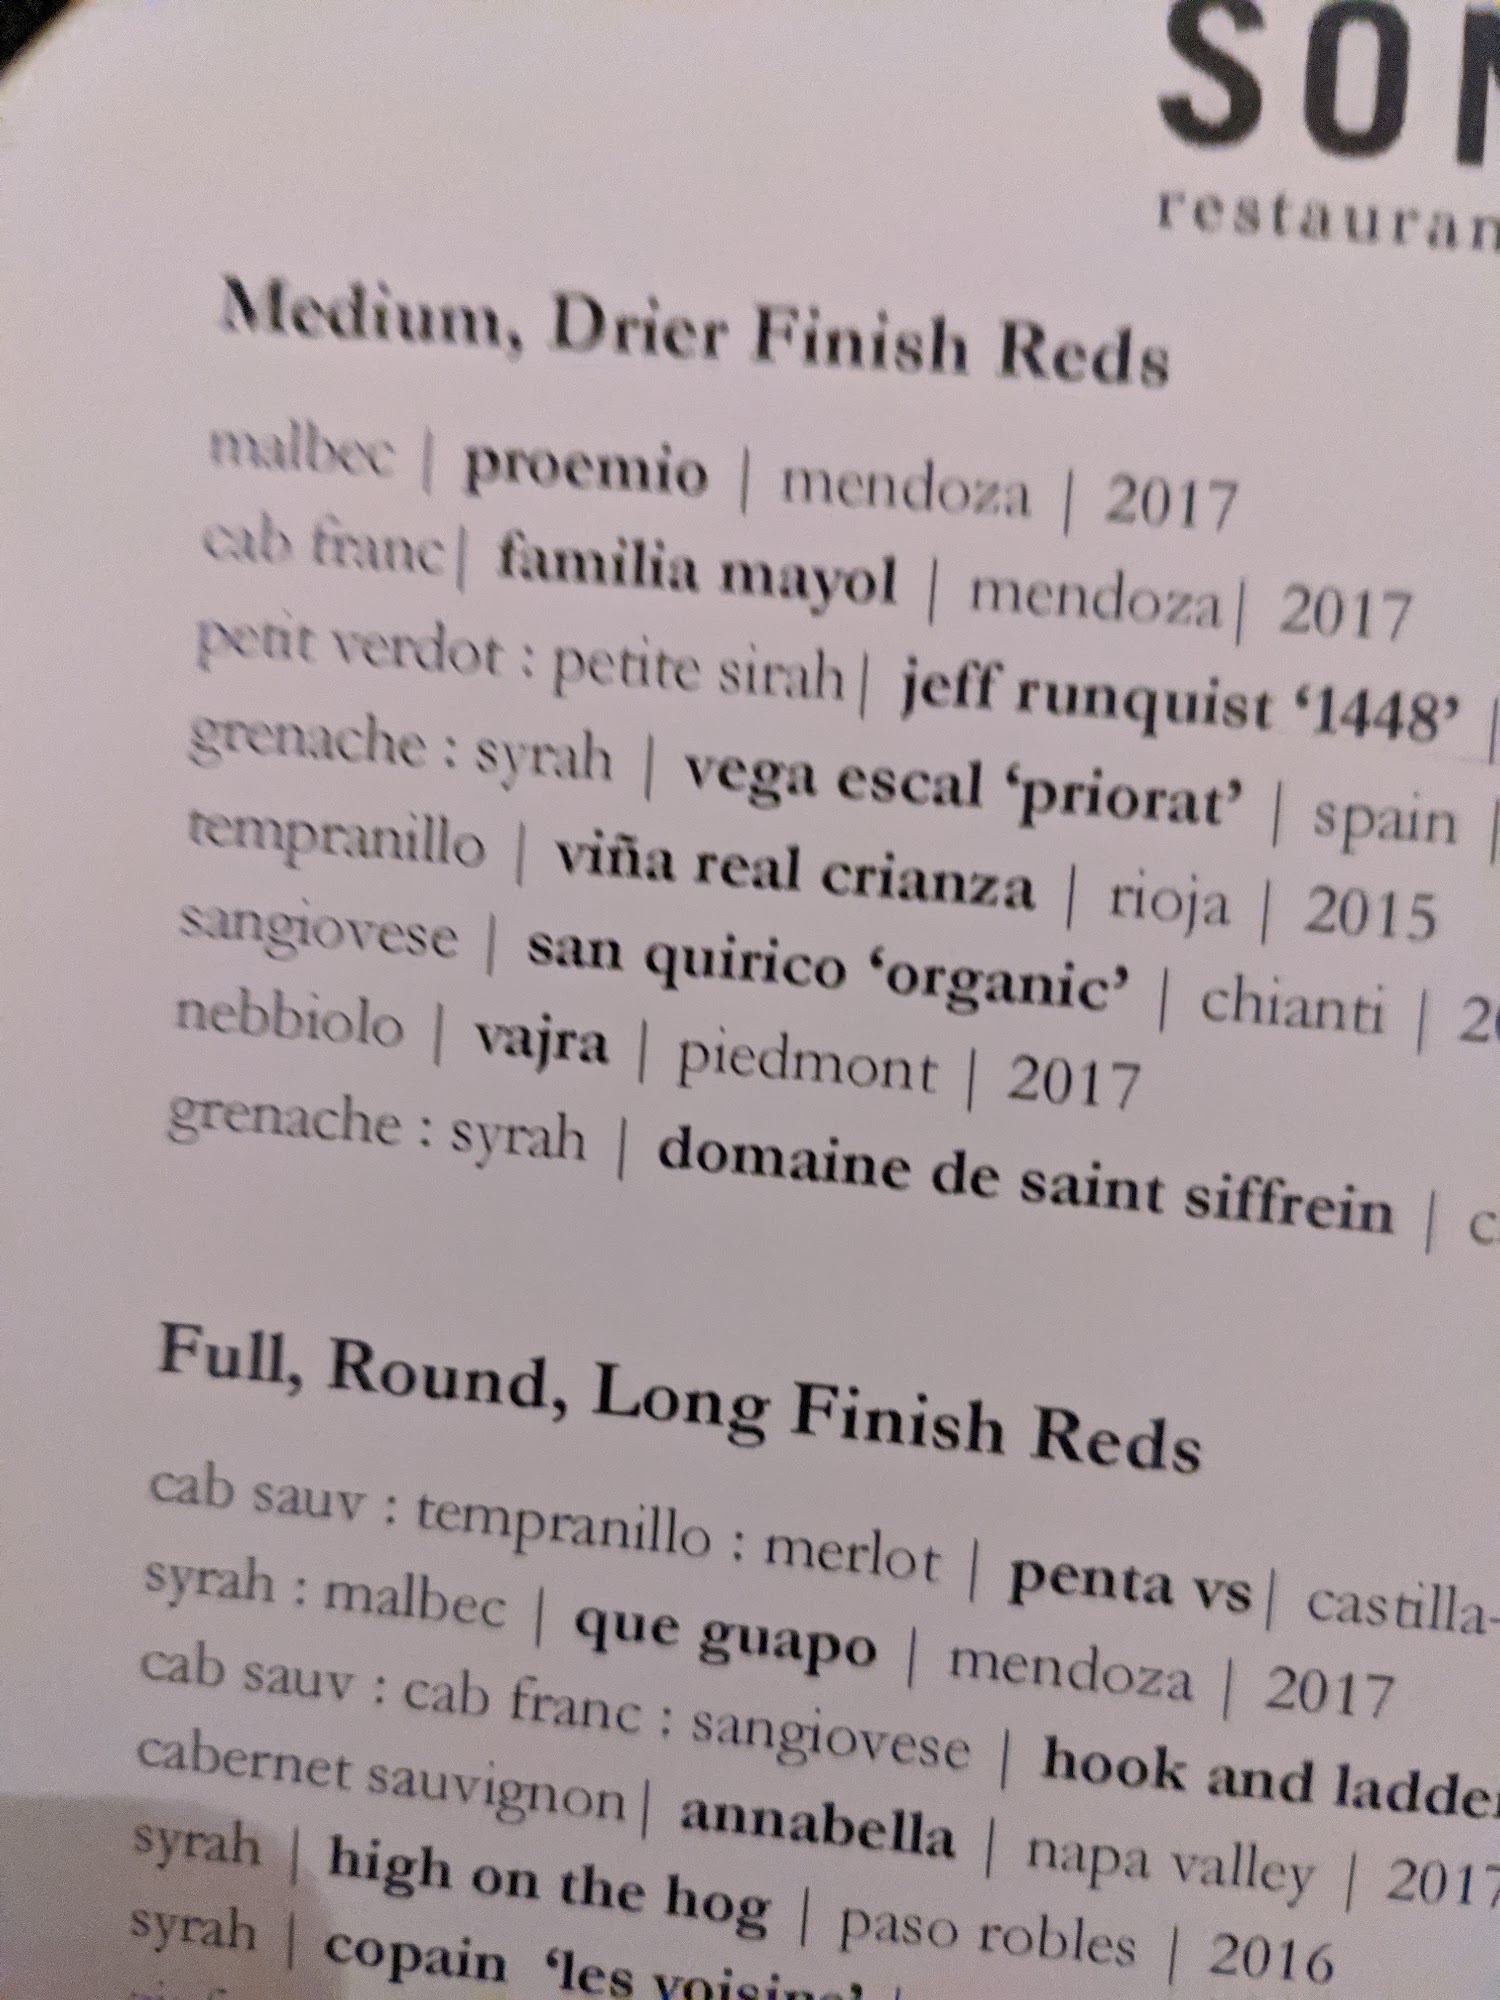 SON
restauran
Medium, Drier Finish Reds
malbec | proemio | mendoza | 2017
cab franc| familia mayol | mendoza| 2017
petit verdot : petite sirah| jeff runquist ‘1448’ |
grenache : syrah | vega escal ‘priorat’ | spain |
tempranillo | viña real crianza | rioja | 2015
sangiovese | san quirico ‘organic’ | chianti | 20
nebbiolo | vajra | piedmont | 2017
grenache : syrah | domaine de saint siffrein | c
Full, Round, Long Finish Reds
cab sauv : tempranillo : merlot | penta vs| castilla-
syrah : malbec | que guapo | mendoza | 2017
cab sauv : cab franc : sangiovese | hook and ladder
cabernet sauvignon| annabella | napa valley | 2017
syrah | high on the hog | paso robles | 2016
syrah | copain ‘les voisins’ |